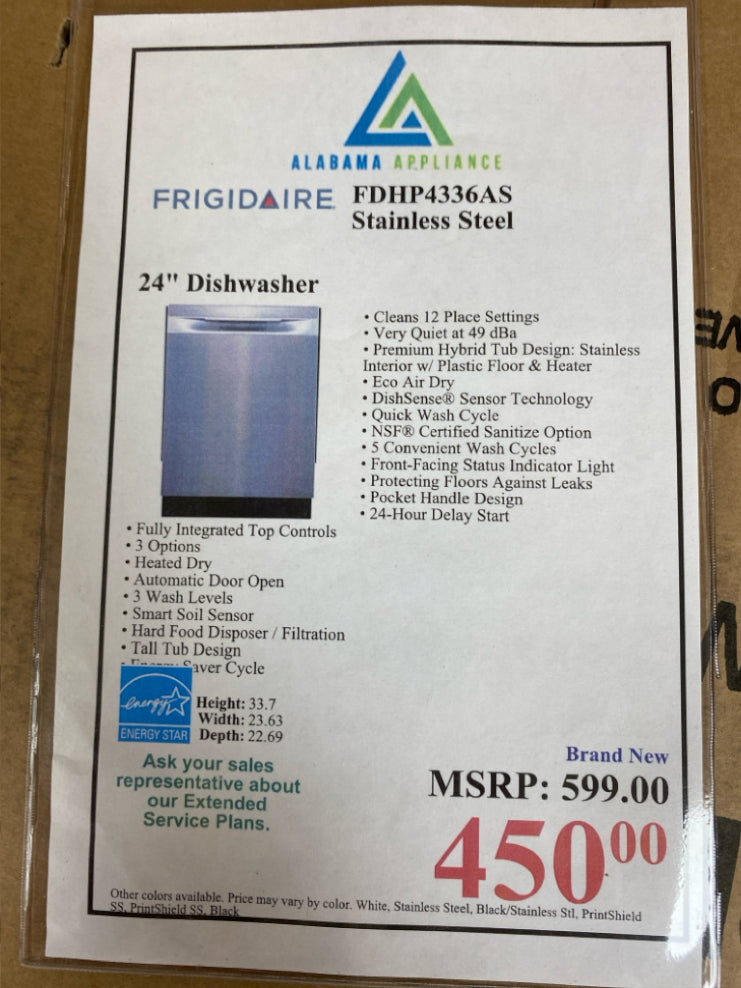 ALABAMA APPLIANCE
FRIGIDAIRE
FDHP4336AS
Stainless Steel
24" Dishwasher
• Cleans 12 Place Settings
• Very Quiet at 49 dBa
• Premium Hybrid Tub Design: Stainless
Interior w/ Plastic Floor & Heater
• Eco Air Dry
• DishSense® Sensor Technology
• Quick Wash Cycle
• NSF® Certified Sanitize Option
• 5 Convenient Wash Cycles
• Front-Facing Status Indicator Light
• Protecting Floors Against Leaks
• Pocket Handle Design
• 24-Hour Delay Start
• Fully Integrated Top Controls
• 3 Options
• Heated Dry
• Automatic Door Open
• 3 Wash Levels
• Smart Soil Sensor
• Hard Food Disposer / Filtration
• Tall Tub Design
• Energy Saver Cycle
energy
ENERGY STAR
Height: 33.7
Width: 23.63
Depth: 22.69
Ask your sales
representative about
our Extended
Service Plans.
Brand New
MSRP: 599.00
450⁰⁰
Other colors available. Price may vary by color. White, Stainless Steel, Black/Stainless Stl, PrintShield
SS, PrintShield SS, Black